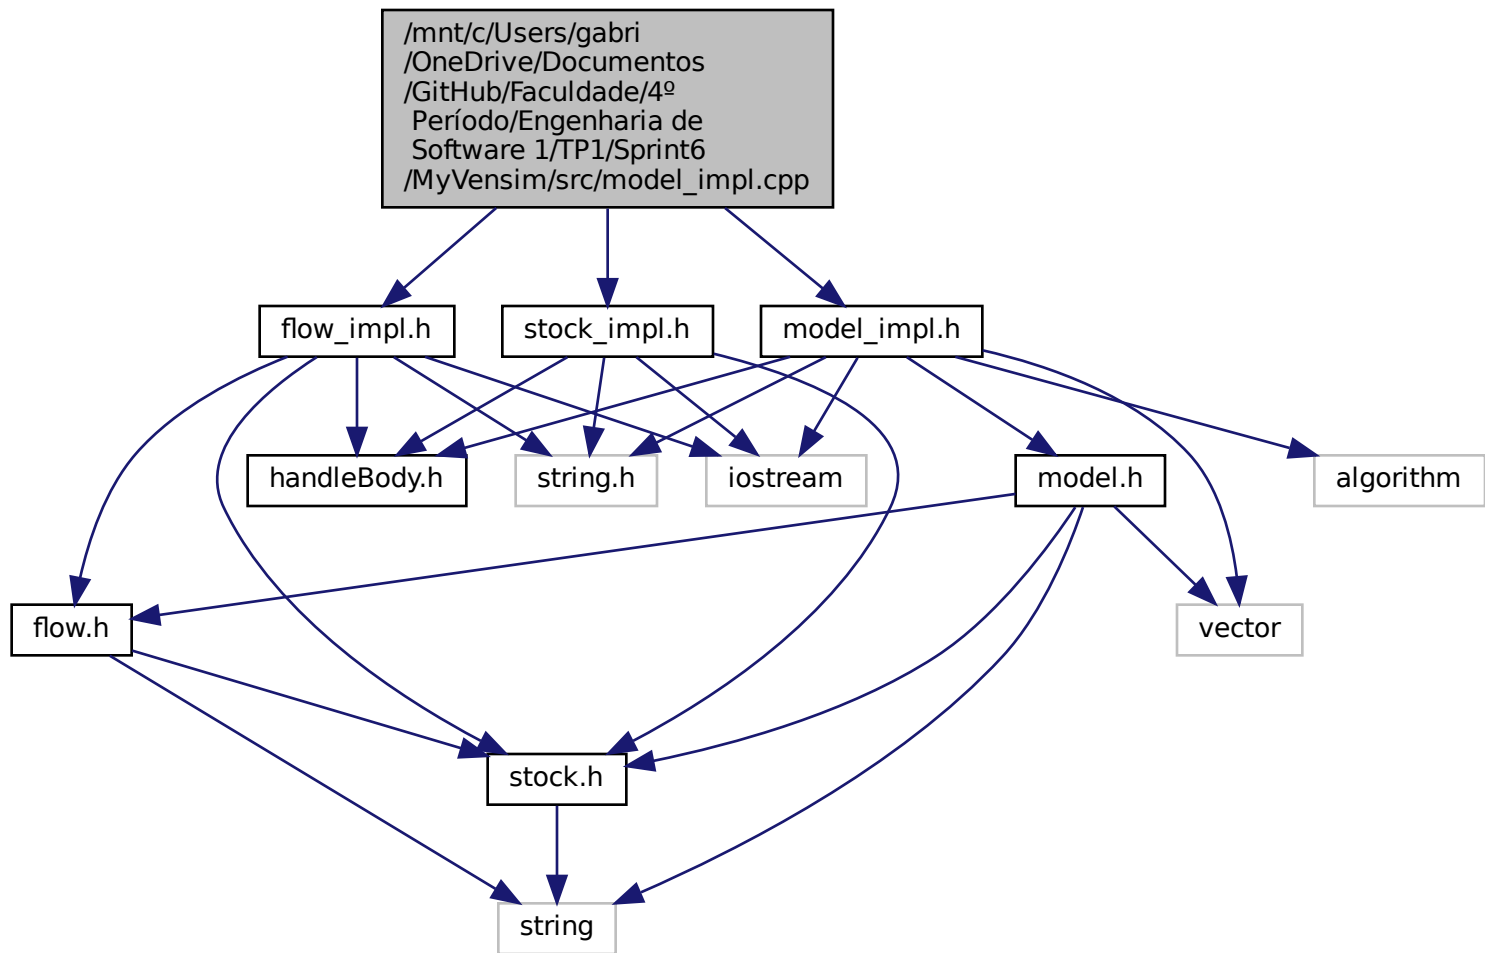 /mnt/c/Users/gabri
/OneDrive/Documentos
/GitHub/Faculdade/4º
Período/Engenharia de
Software 1/TP1/Sprint6
/MyVensim/src/model_impl.cpp
flow_impl.h
stock_impl.h
model_impl.h
handleBody.h
string.h
iostream
model.h
algorithm
flow.h
vector
stock.h
string